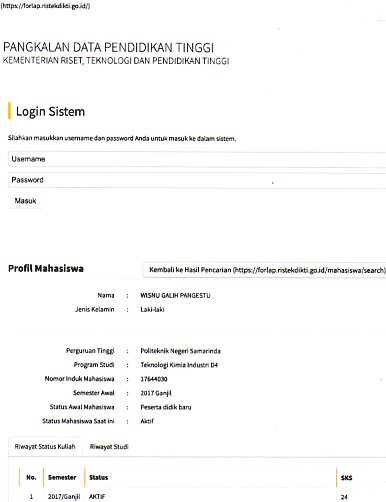 (https://forlap.ristekdikti.go.id/)
PANGKALAN DATA PENDIDIKAN TINGGI
KEMENTERIAN RISET, TEKNOLOGI DAN PENDIDIKAN TINGGI
Login Sistem
Silahkan masukkan username dan password Anda untuk masuk ke dalam sistem.
Username
Password
Masuk
Profil Mahasiswa
Kembali ke Hasil Pencarian (https://forlap.ristekdikti.go.id/mahasiswa/search)
Nama : WISNU GALIH PANGESTU
Jenis Kelamin : Laki-laki
Perguruan Tinggi : Politeknik Negeri Samarinda
Program Studi : Teknologi Kimia Industri D4
Nomor Induk Mahasiswa : 17644030
Semester Awal : 2017 Ganjil
Status Awal Mahasiswa : Peserta didik baru
Status Mahasiswa Saat ini : Aktif
Riwayat Status Kuliah Riwayat Studi
No. Semester Status SKS
1 2017/Ganjil AKTIF 24